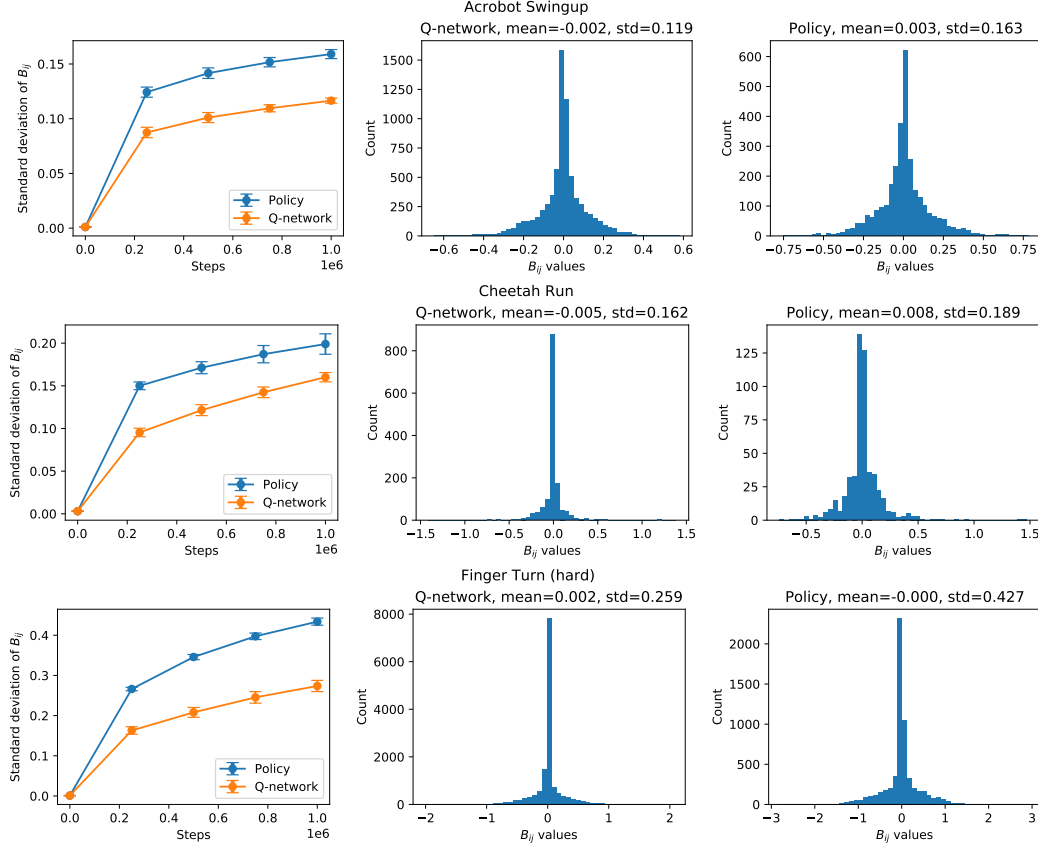 Acrobot Swingup
Standard deviation of B_ij
0.15
0.10
0.05
0.00
0.0 0.2 0.4 0.6 0.8 1.0
1e6
Steps
Policy
Q-network
Q-network, mean=-0.002, std=0.119
Count
1500
1250
1000
750
500
250
0
−0.6 −0.4 −0.2 0.0 0.2 0.4 0.6
B_ij values
Policy, mean=0.003, std=0.163
Count
600
500
400
300
200
100
0
−0.75 −0.50 −0.25 0.00 0.25 0.50 0.75
B_ij values
Cheetah Run
Standard deviation of B_ij
0.20
0.15
0.10
0.05
0.00
0.0 0.2 0.4 0.6 0.8 1.0
1e6
Steps
Policy
Q-network
Q-network, mean=-0.005, std=0.162
Count
800
600
400
200
0
−1.5 −1.0 −0.5 0.0 0.5 1.0 1.5
B_ij values
Policy, mean=0.008, std=0.189
Count
125
100
75
50
25
0
−0.5 0.0 0.5 1.0 1.5
B_ij values
Finger Turn (hard)
Standard deviation of B_ij
0.4
0.3
0.2
0.1
0.0
0.0 0.2 0.4 0.6 0.8 1.0
1e6
Steps
Policy
Q-network
Q-network, mean=0.002, std=0.259
Count
8000
6000
4000
2000
0
−2 −1 0 1 2
B_ij values
Policy, mean=-0.000, std=0.427
Count
2000
1500
1000
500
0
−3 −2 −1 0 1 2 3
B_ij values